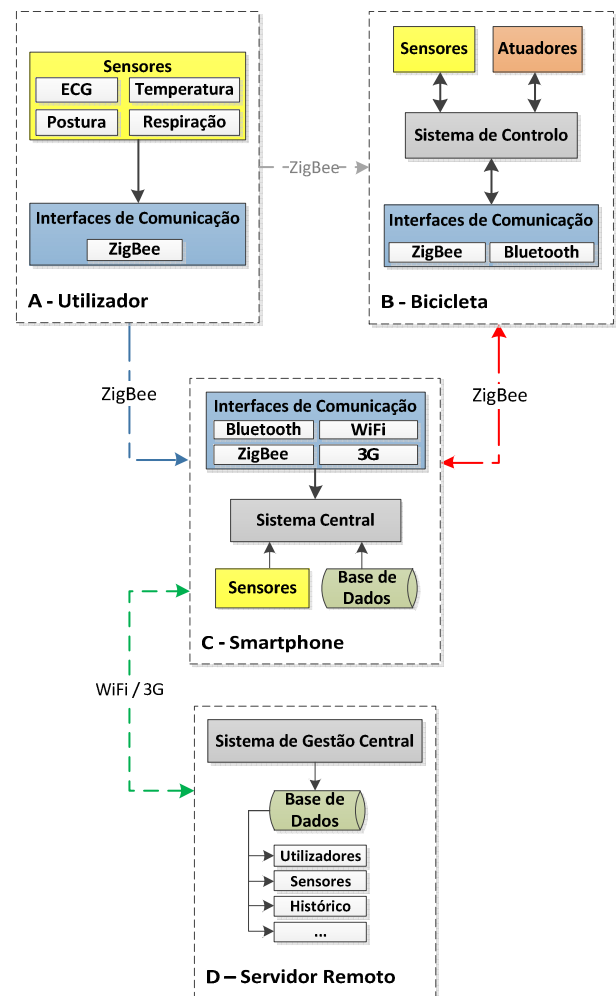 Sensores
ECG
Temperatura
Postura
Respiração
Interfaces de Comunicação
ZigBee
A - Utilizador
ZigBee
Sensores
Atuadores
Sistema de Controlo
Interfaces de Comunicação
ZigBee
Bluetooth
B - Bicicleta
ZigBee
ZigBee
Interfaces de Comunicação
Bluetooth
WiFi
ZigBee
3G
Sistema Central
Sensores
Base de
Dados
C - Smartphone
WiFi / 3G
Sistema de Gestão Central
Base de
Dados
Utilizadores
Sensores
Histórico
...
D – Servidor Remoto